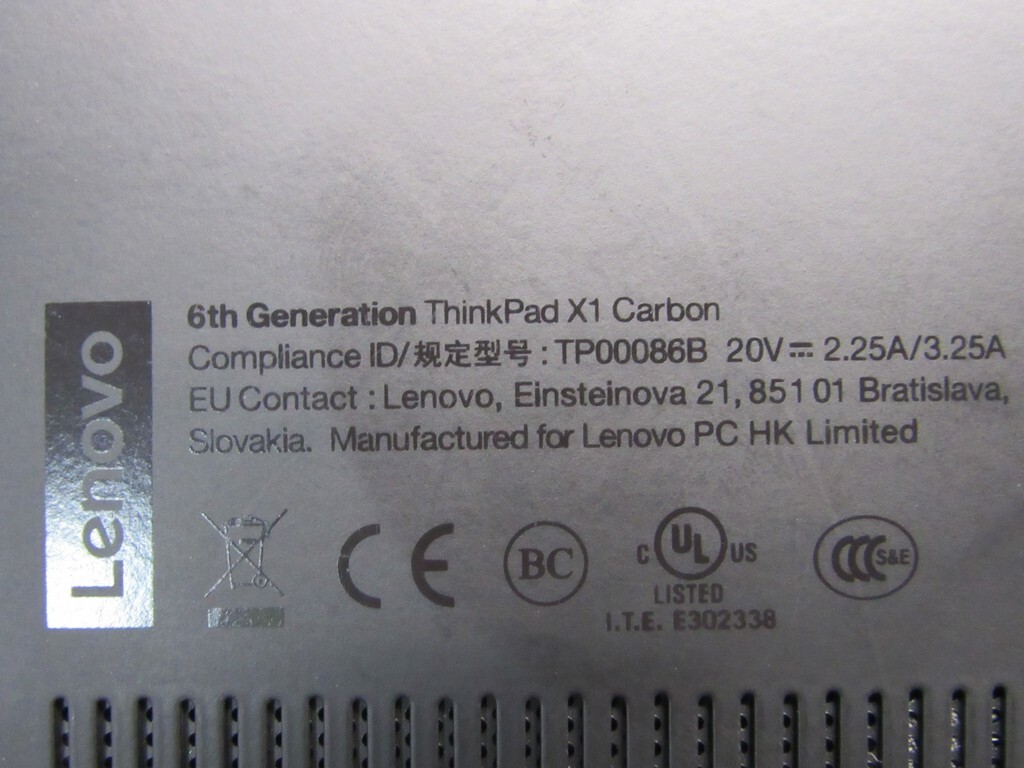 Lenovo
6th Generation ThinkPad X1 Carbon
Compliance ID/规定型号 : TP00086B 20V⎓ 2.25A/3.25A
EU Contact : Lenovo, Einsteinova 21, 851 01 Bratislava,
Slovakia. Manufactured for Lenovo PC HK Limited
CE
BC
C UL US
LISTED
I.T.E. E302338
CCC S&E